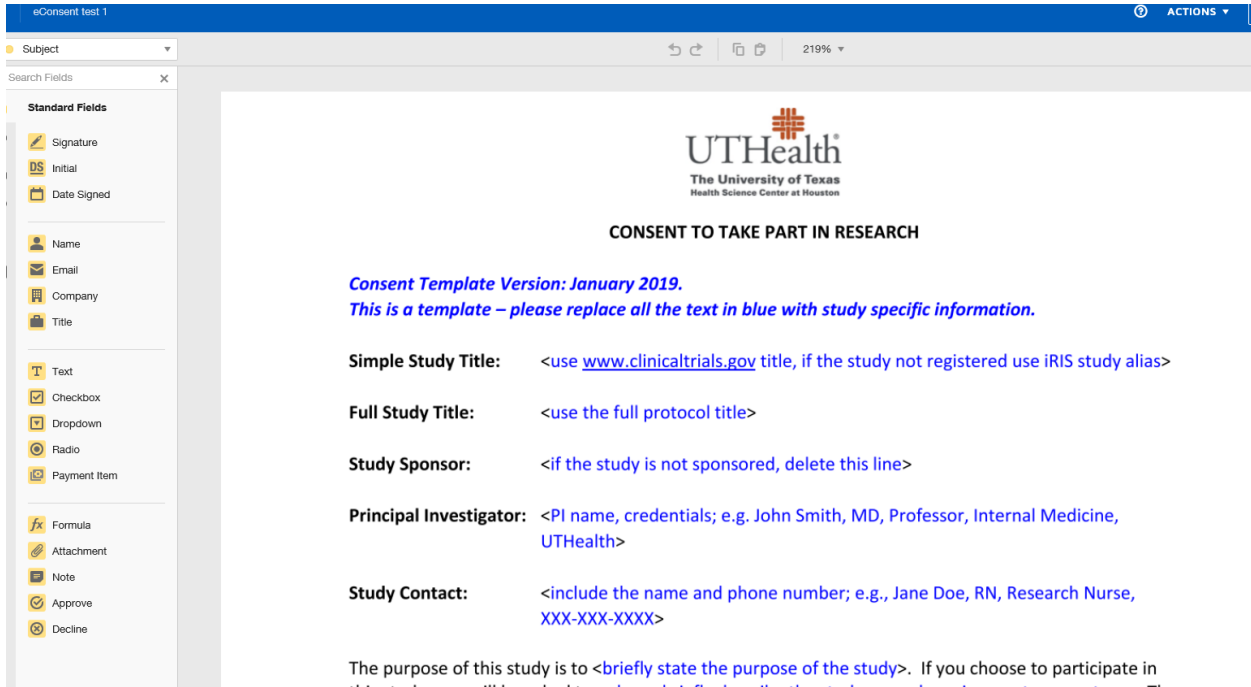 eConsent test 1
ACTIONS
Subject
219%
Search Fields
Standard Fields
Signature
DS Initial
Date Signed
Name
Email
Company
Title
T Text
Checkbox
Dropdown
Radio
Payment Item
fx Formula
Attachment
Note
Approve
Decline
UTHealth
The University of Texas
Health Science Center at Houston
CONSENT TO TAKE PART IN RESEARCH
Consent Template Version: January 2019.
This is a template – please replace all the text in blue with study specific information.
Simple Study Title: <use www.clinicaltrials.gov title, if the study not registered use iRIS study alias>
Full Study Title: <use the full protocol title>
Study Sponsor: <if the study is not sponsored, delete this line>
Principal Investigator: <PI name, credentials; e.g. John Smith, MD, Professor, Internal Medicine,
UTHealth>
Study Contact: <include the name and phone number; e.g., Jane Doe, RN, Research Nurse,
XXX-XXX-XXXX>
The purpose of this study is to <briefly state the purpose of the study>. If you choose to participate in